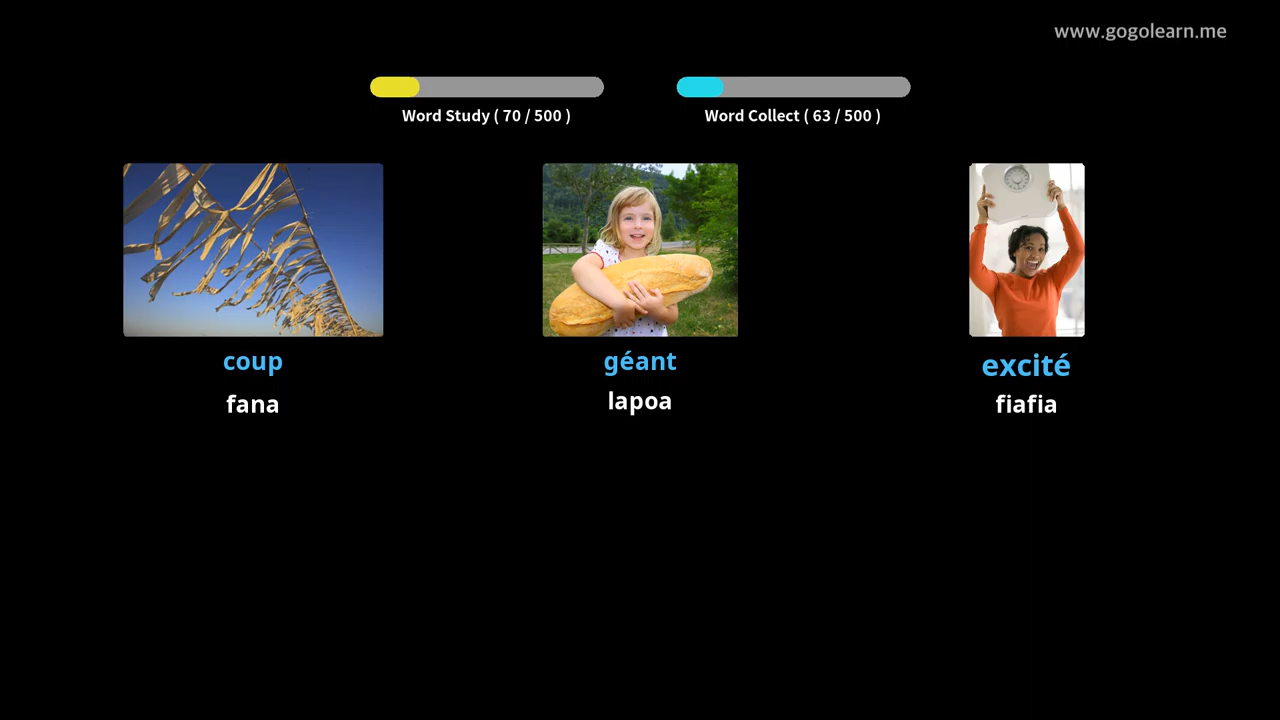 www.gogolearn.me
Word Study ( 70 / 500 )
Word Collect ( 63 / 500 )
coup
fana
géant
lapoa
excité
fiafia